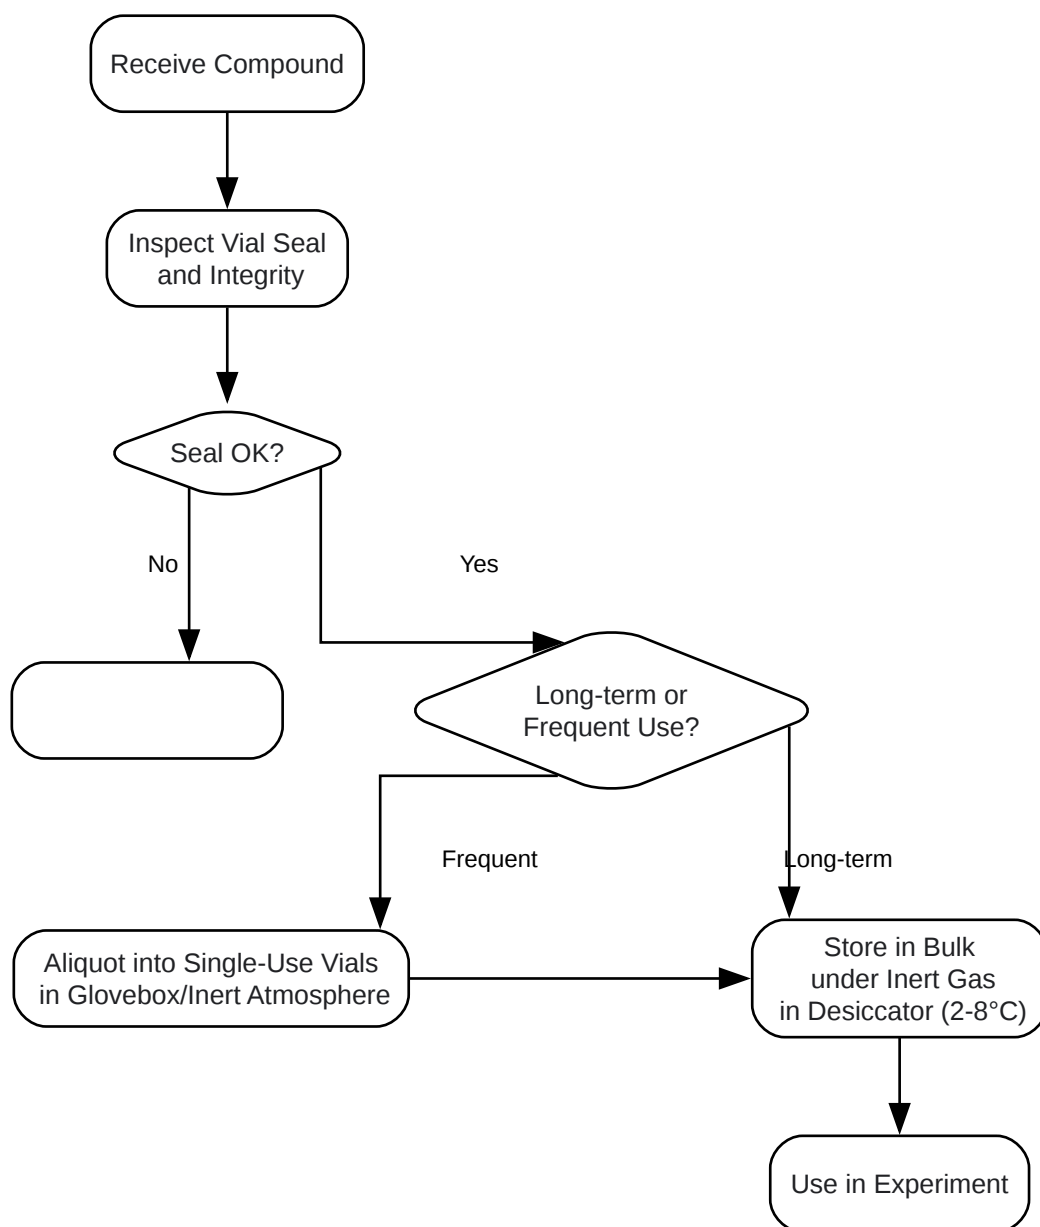 Receive Compound
Inspect Vial Seal
and Integrity
Seal OK?
No
Yes
Long-term or
Frequent Use?
Frequent
Long-term
Aliquot into Single-Use Vials
in Glovebox/Inert Atmosphere
Store in Bulk
under Inert Gas
in Desiccator (2-8°C)
Use in Experiment